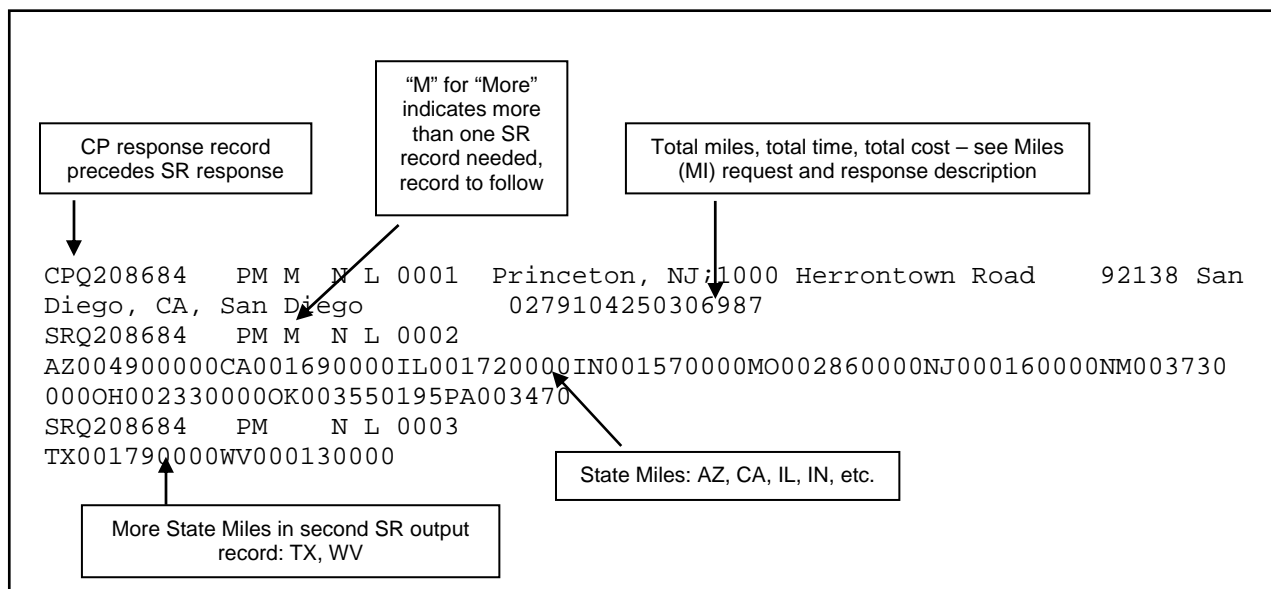 “M” for “More”
indicates more
than one SR
record needed,
record to follow
CP response record
precedes SR response
Total miles, total time, total cost – see Miles
(MI) request and response description
CPQ208684   PM M  N L 0001  Princeton, NJ;1000 Herrontown Road    92138 San
Diego, CA, San Diego          0279104250306987
SRQ208684   PM M  N L 0002
AZ004900000CA001690000IL001720000IN001570000MO002860000NJ000160000NM003730
000OH002330000OK003550195PA003470
SRQ208684   PM    N L 0003
TX001790000WV000130000
State Miles: AZ, CA, IL, IN, etc.
More State Miles in second SR output
record: TX, WV